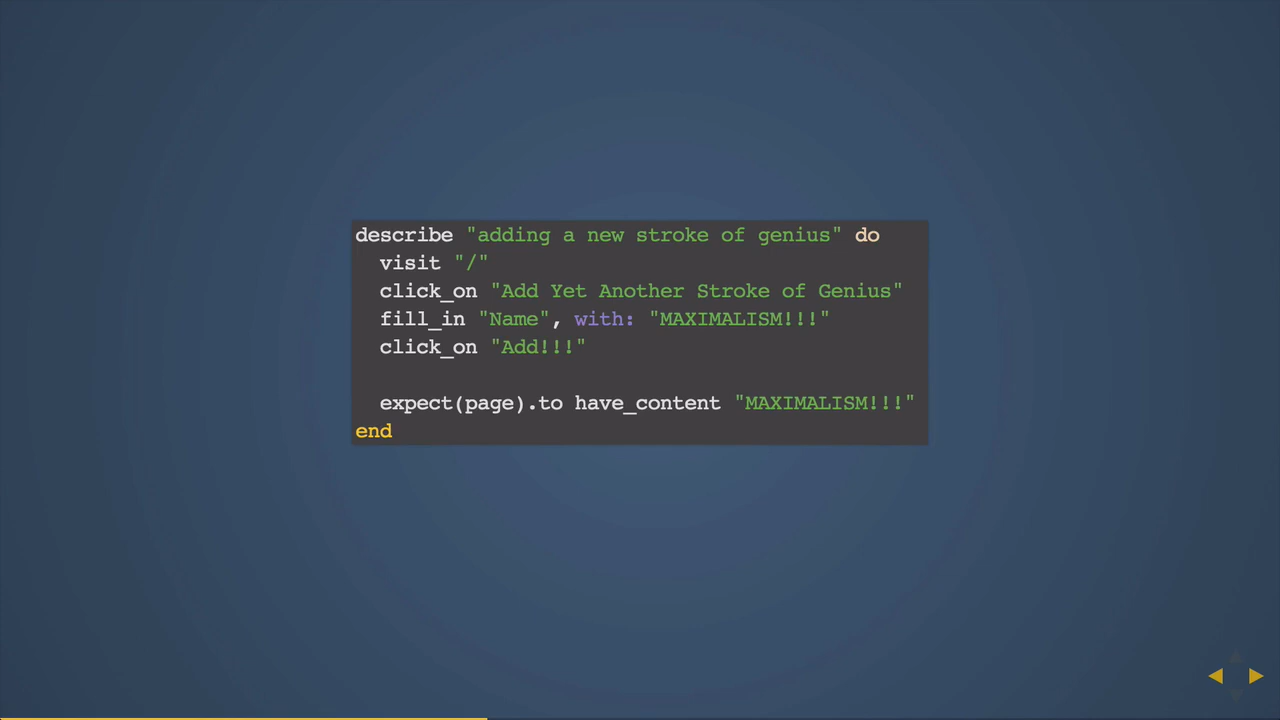 describe "adding a new stroke of genius" do
  visit "/"
  click_on "Add Yet Another Stroke of Genius"
  fill_in "Name", with: "MAXIMALISM!!!"
  click_on "Add!!!"

  expect(page).to have_content "MAXIMALISM!!!"
end